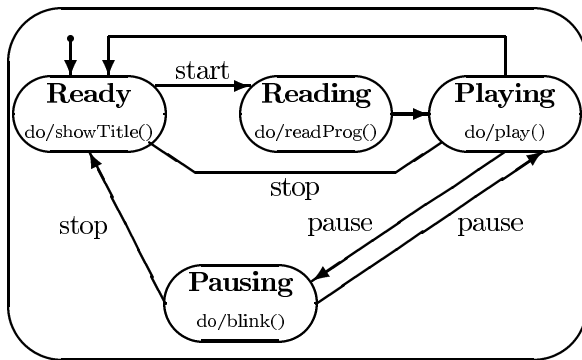 start
Ready
Reading
Playing
do/showTitle()
do/readProg()
do/play()
stop
stop
pause
pause
Pausing
do/blink()